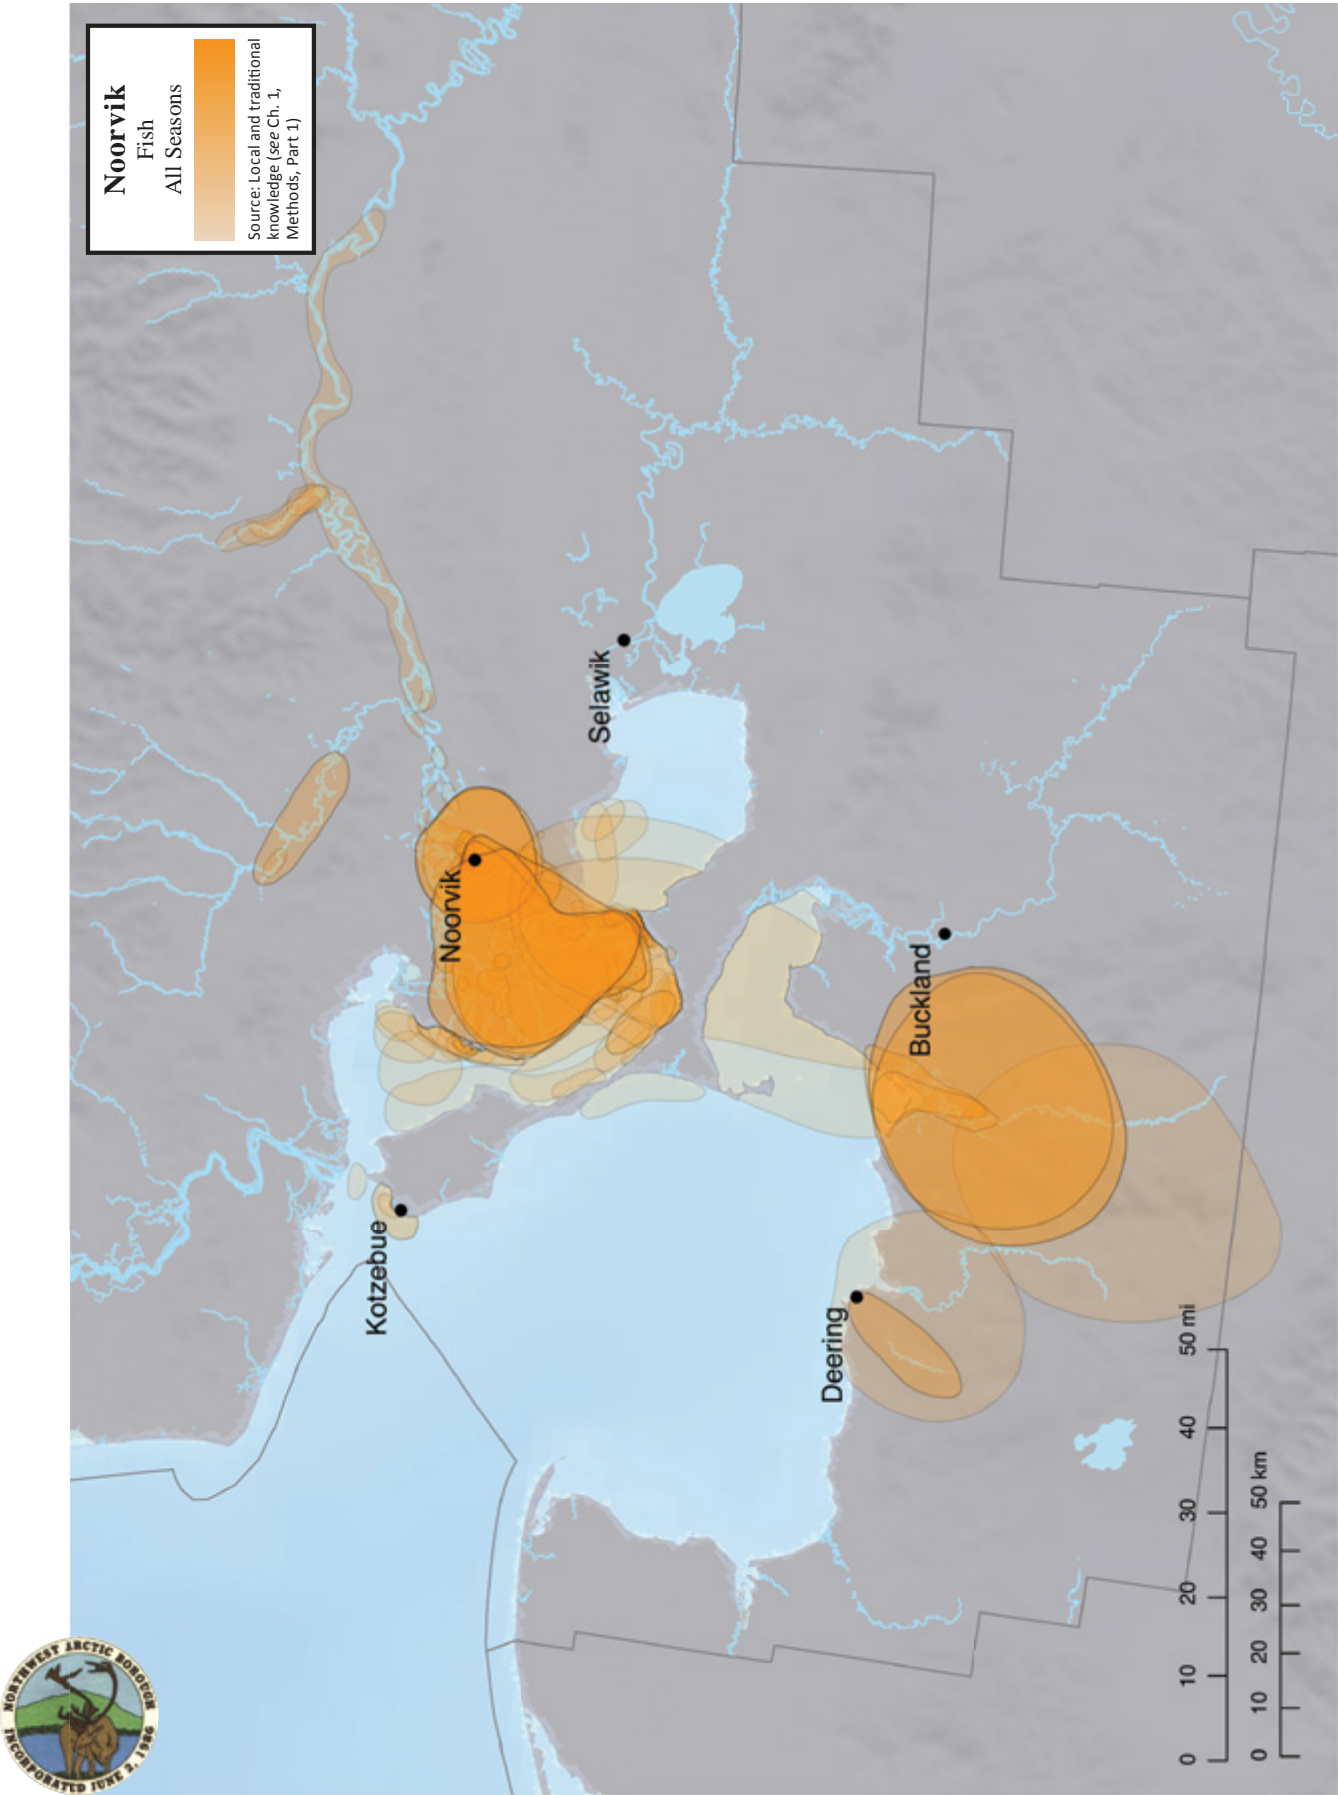 Noorvik
Fish
All Seasons
Source: Local and traditional
knowledge (see Ch. 1,
Methods, Part 1)
Kotzebue
Noorvik
Selawik
Deering
Buckland
0 10 20 30 40 50 mi
0 10 20 30 40 50 km
NORTHWEST ARCTIC BOROUGH
INCORPORATED JUNE 2, 1986